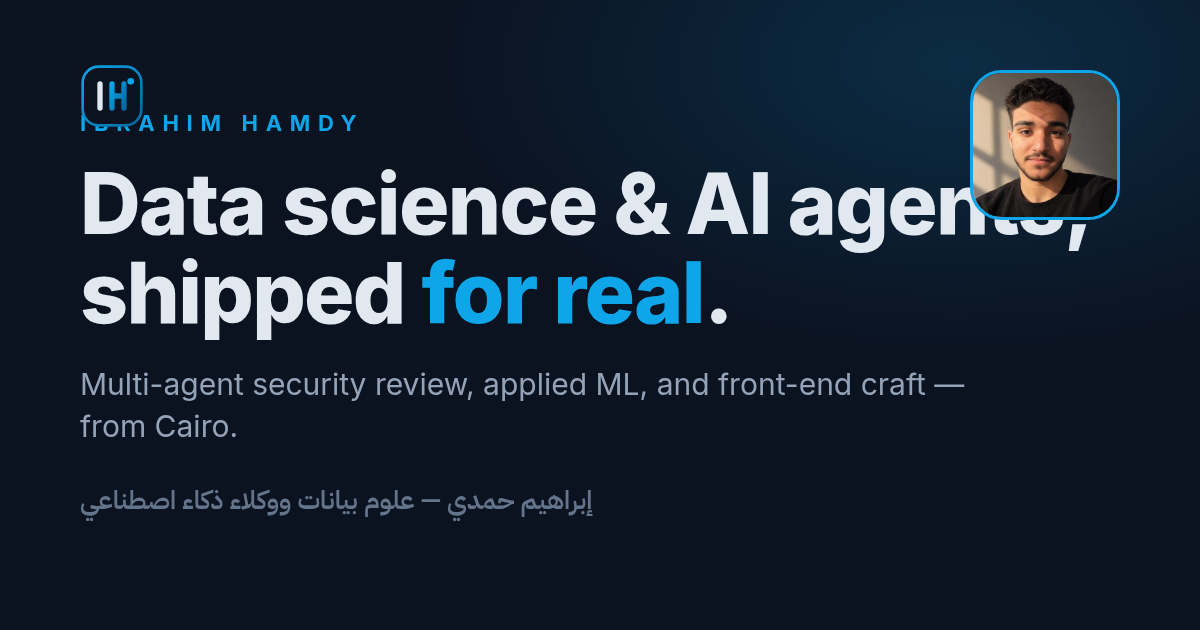 IH
IBRAHIM HAMDY
Data science & AI agents,
shipped for real.
Multi-agent security review, applied ML, and front-end craft —
from Cairo.
إبراهيم حمدي — علوم بيانات ووكلاء ذكاء اصطناعي